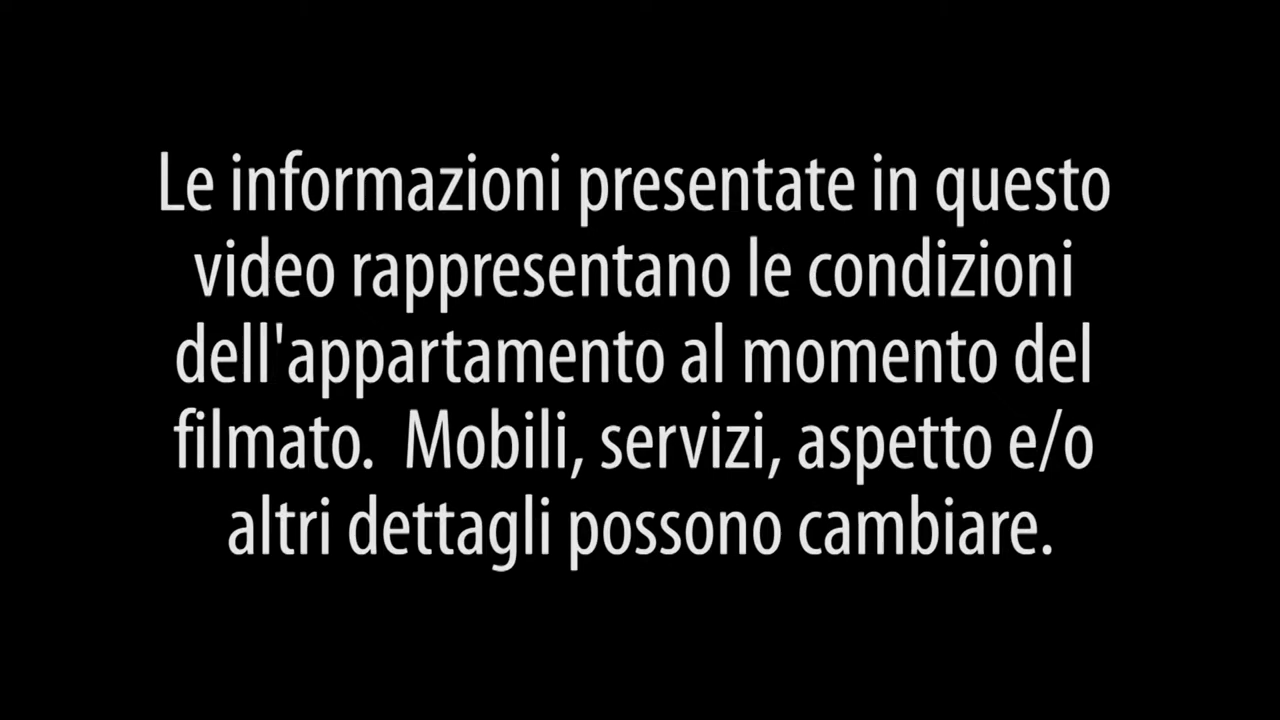 Le informazioni presentate in questo
video rappresentano le condizioni
dell'appartamento al momento del
filmato.  Mobili, servizi, aspetto e/o
altri dettagli possono cambiare.